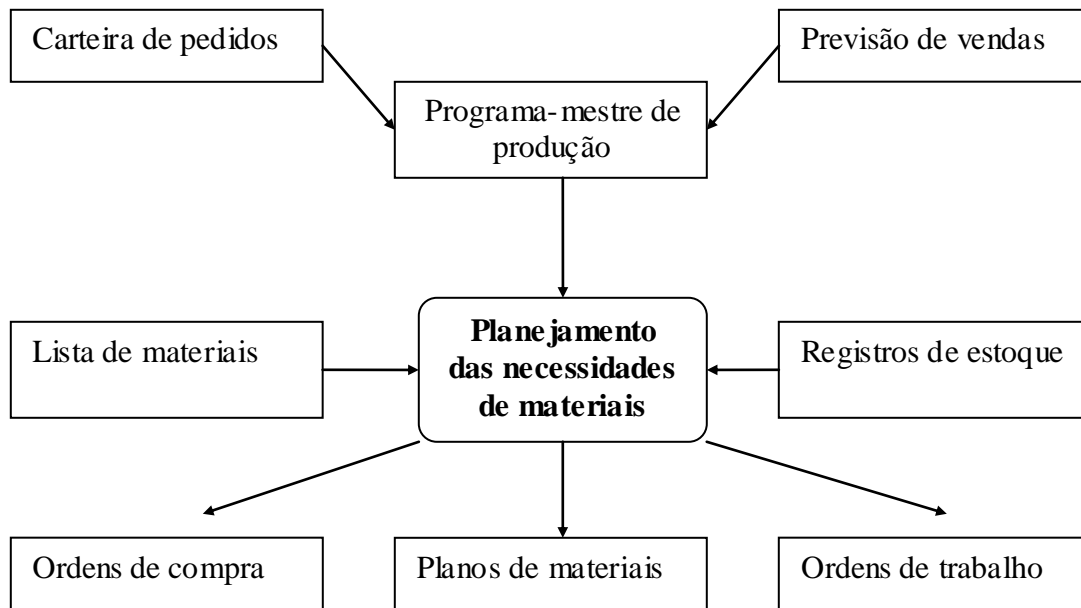 Carteira de pedidos
Previsão de vendas
Programa-mestre de
produção
Lista de materiais
Planejamento
das necessidades
de materiais
Registros de estoque
Ordens de compra
Planos de materiais
Ordens de trabalho